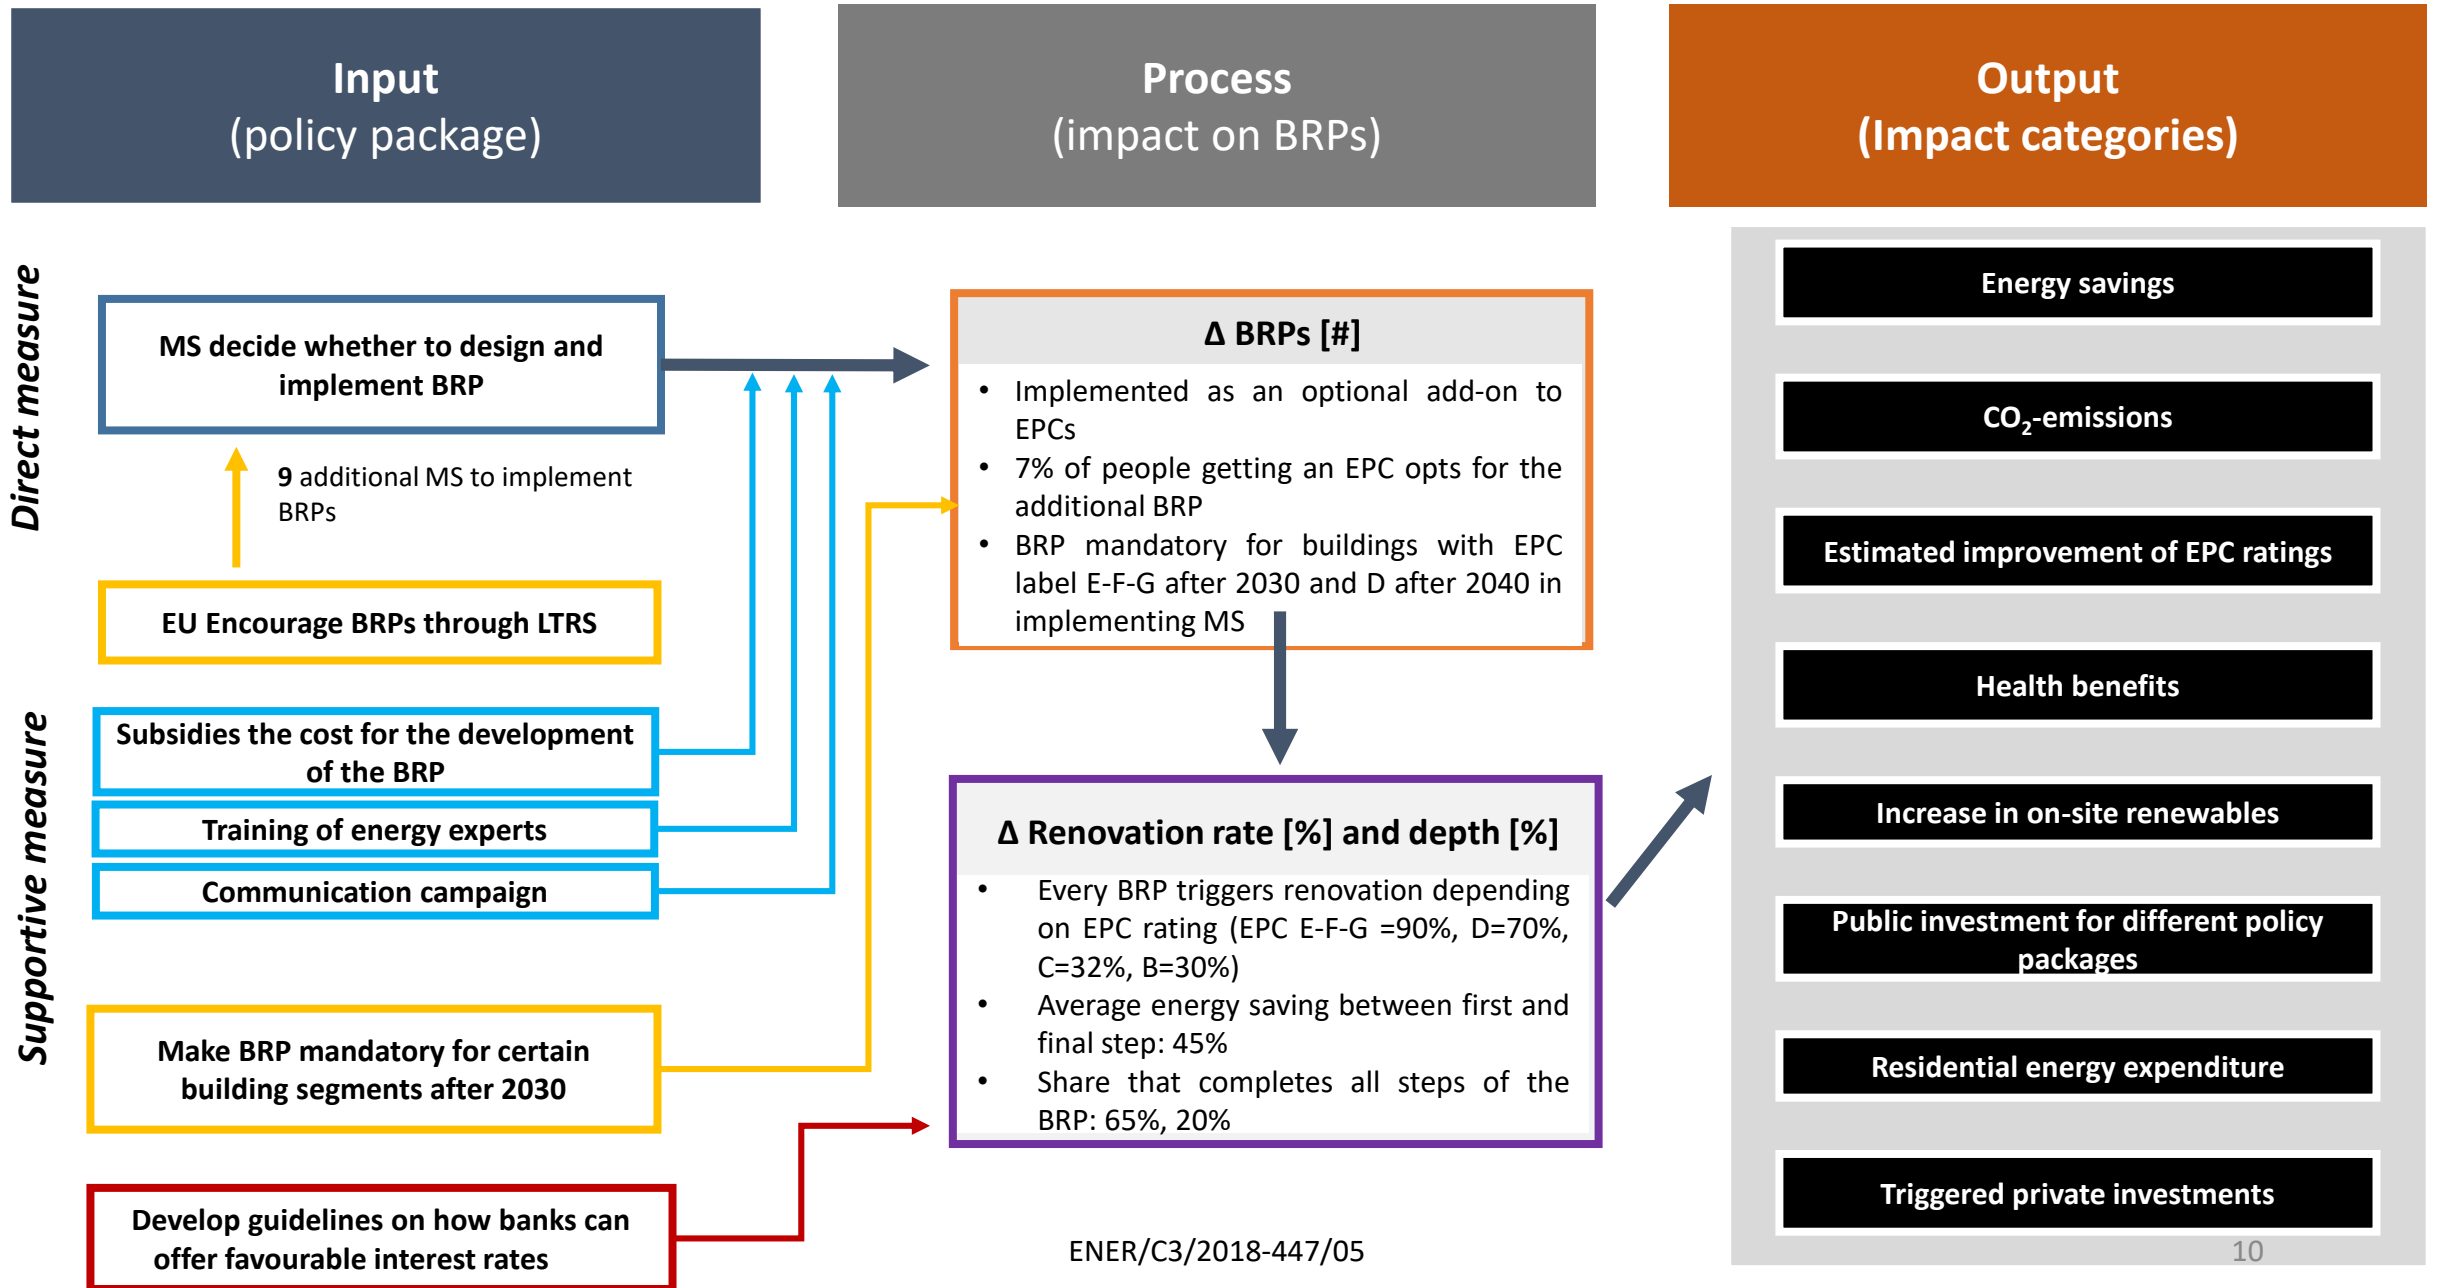 Input
(policy package)
Process
(impact on BRPs)
Output
(Impact categories)
Direct measure
MS decide whether to design and
implement BRP
9 additional MS to implement
BRPs
EU Encourage BRPs through LTRS
Supportive measure
Subsidies the cost for the development
of the BRP
Training of energy experts
Communication campaign
Make BRP mandatory for certain
building segments after 2030
Develop guidelines on how banks can
offer favourable interest rates
Δ BRPs [#]
• Implemented as an optional add-on to
EPCs
• 7% of people getting an EPC opts for the
additional BRP
• BRP mandatory for buildings with EPC
label E-F-G after 2030 and D after 2040 in
implementing MS
Δ Renovation rate [%] and depth [%]
• Every BRP triggers renovation depending
on EPC rating (EPC E-F-G =90%, D=70%,
C=32%, B=30%)
• Average energy saving between first and
final step: 45%
• Share that completes all steps of the
BRP: 65%, 20%
Energy savings
CO₂-emissions
Estimated improvement of EPC ratings
Health benefits
Increase in on-site renewables
Public investment for different policy
packages
Residential energy expenditure
Triggered private investments
ENER/C3/2018-447/05
10